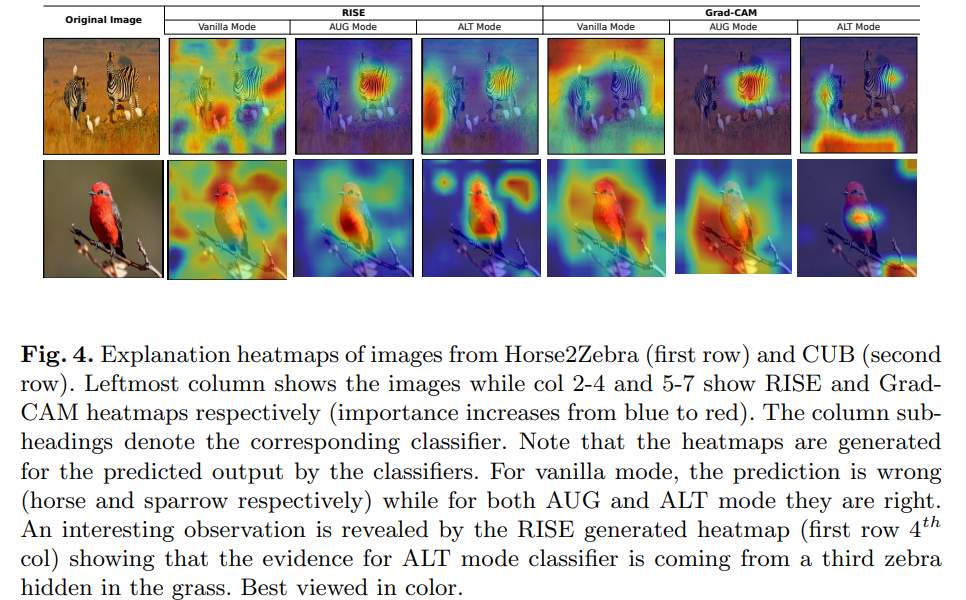 Original Image RISE Grad-CAM
Vanilla Mode AUG Mode ALT Mode Vanilla Mode AUG Mode ALT Mode
Fig. 4. Explanation heatmaps of images from Horse2Zebra (first row) and CUB (second
row). Leftmost column shows the images while col 2-4 and 5-7 show RISE and Grad-
CAM heatmaps respectively (importance increases from blue to red). The column sub-
headings denote the corresponding classifier. Note that the heatmaps are generated
for the predicted output by the classifiers. For vanilla mode, the prediction is wrong
(horse and sparrow respectively) while for both AUG and ALT mode they are right.
An interesting observation is revealed by the RISE generated heatmap (first row 4th
col) showing that the evidence for ALT mode classifier is coming from a third zebra
hidden in the grass. Best viewed in color.